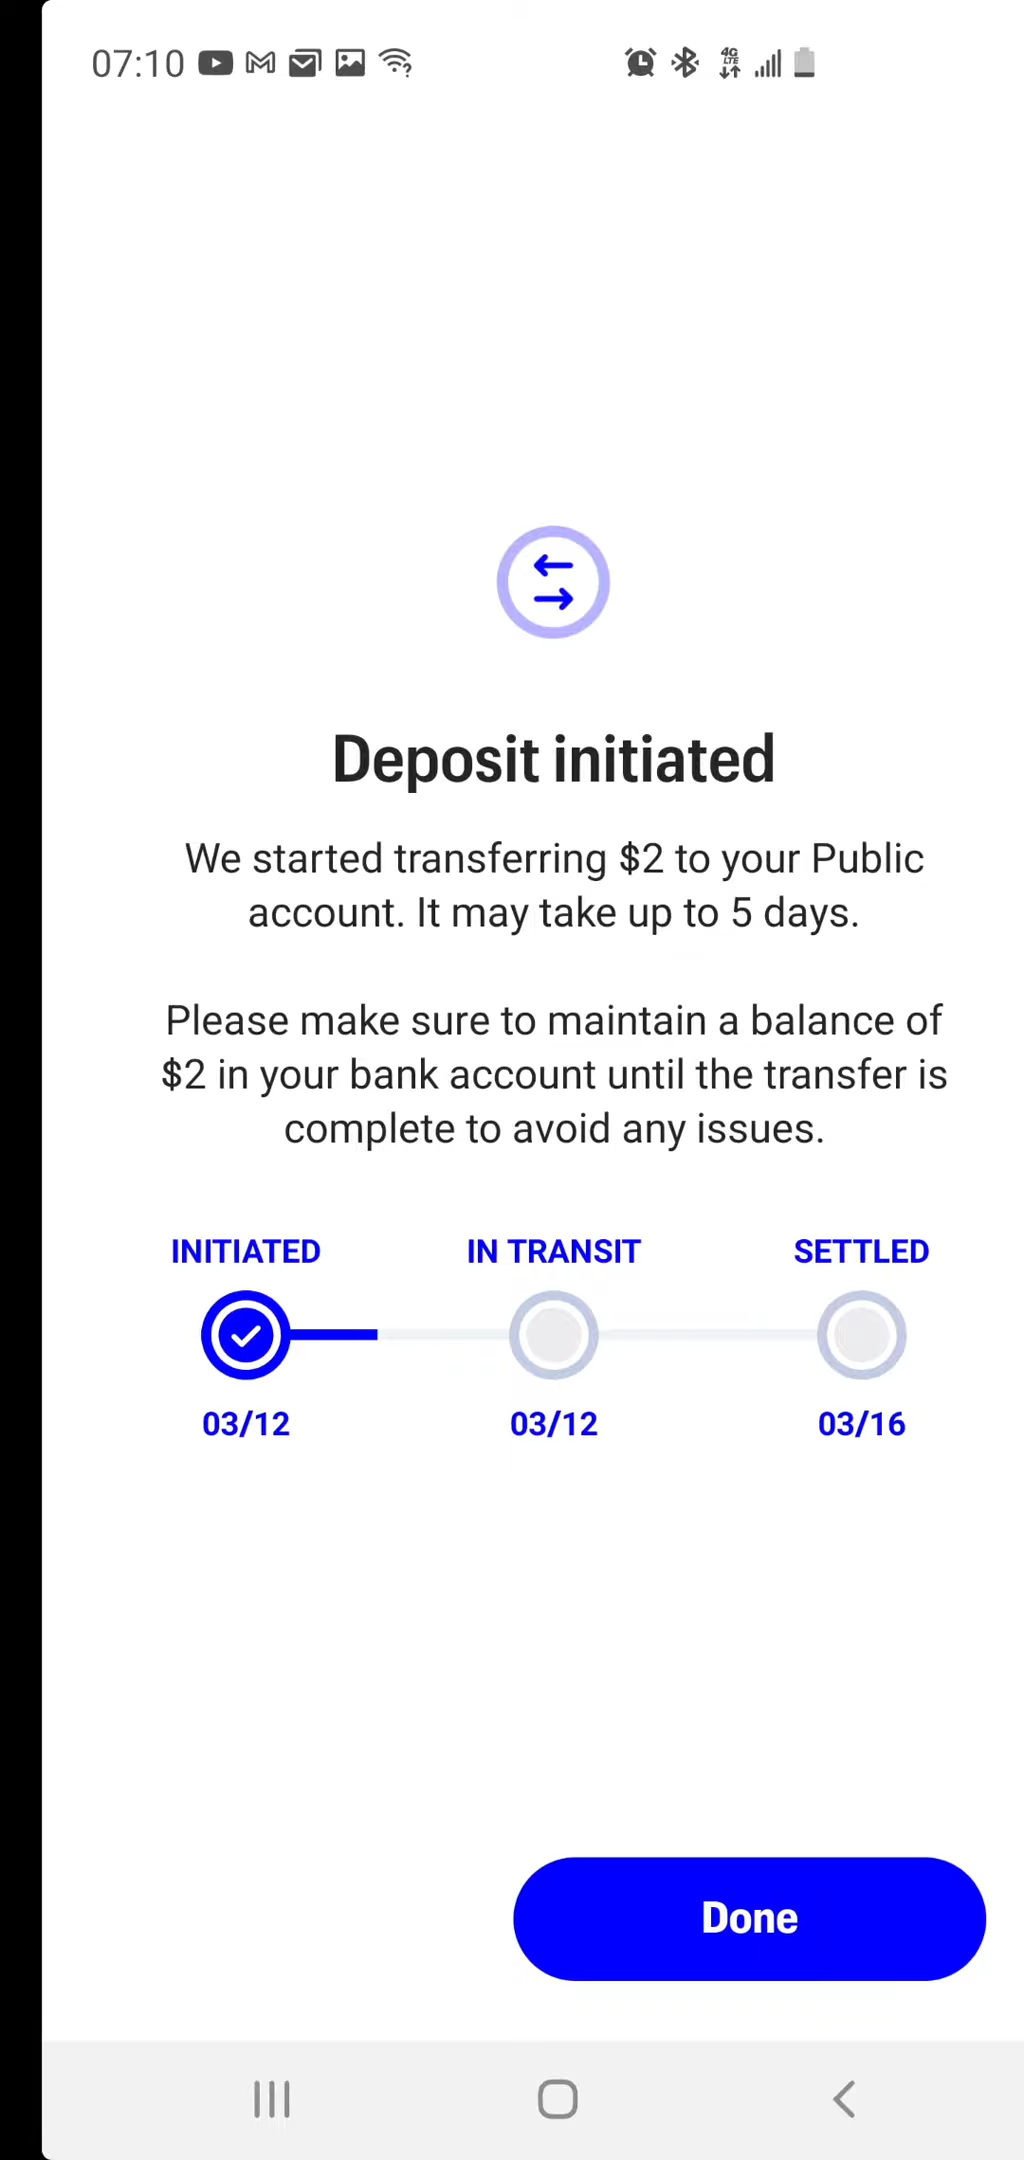 07:10
4G
LTE
Deposit initiated
We started transferring $2 to your Public
account. It may take up to 5 days.
Please make sure to maintain a balance of
$2 in your bank account until the transfer is
complete to avoid any issues.
INITIATED IN TRANSIT SETTLED
03/12 03/12 03/16
Done